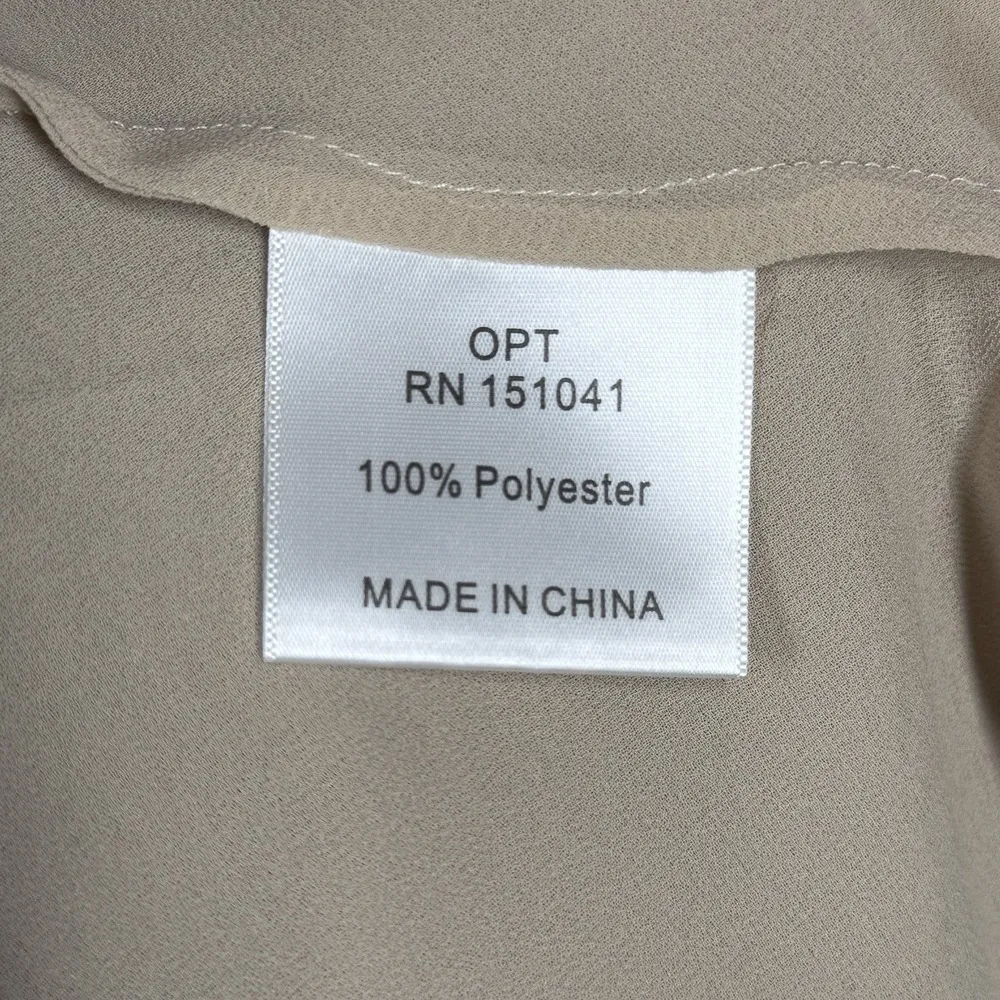 OPT
RN 151041
100% Polyester
MADE IN CHINA